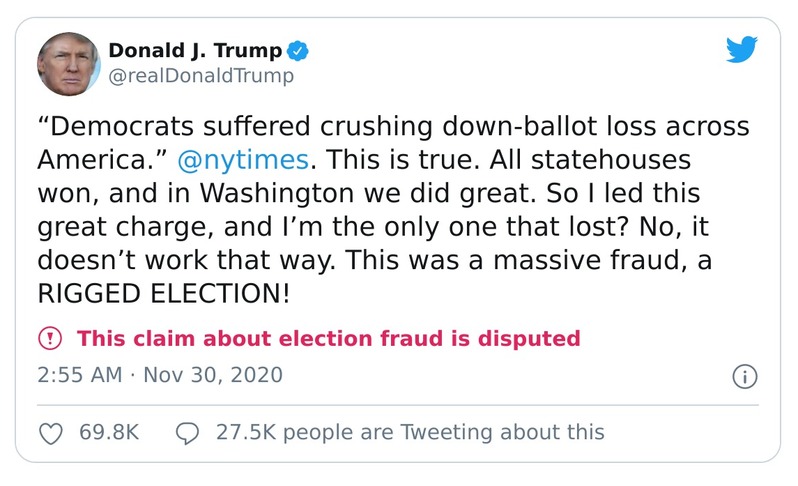 Donald J. Trump
@realDonaldTrump
“Democrats suffered crushing down-ballot loss across
America.” @nytimes. This is true. All statehouses
won, and in Washington we did great. So I led this
great charge, and I’m the only one that lost? No, it
doesn’t work that way. This was a massive fraud, a
RIGGED ELECTION!
This claim about election fraud is disputed
2:55 AM · Nov 30, 2020
69.8K 27.5K people are Tweeting about this